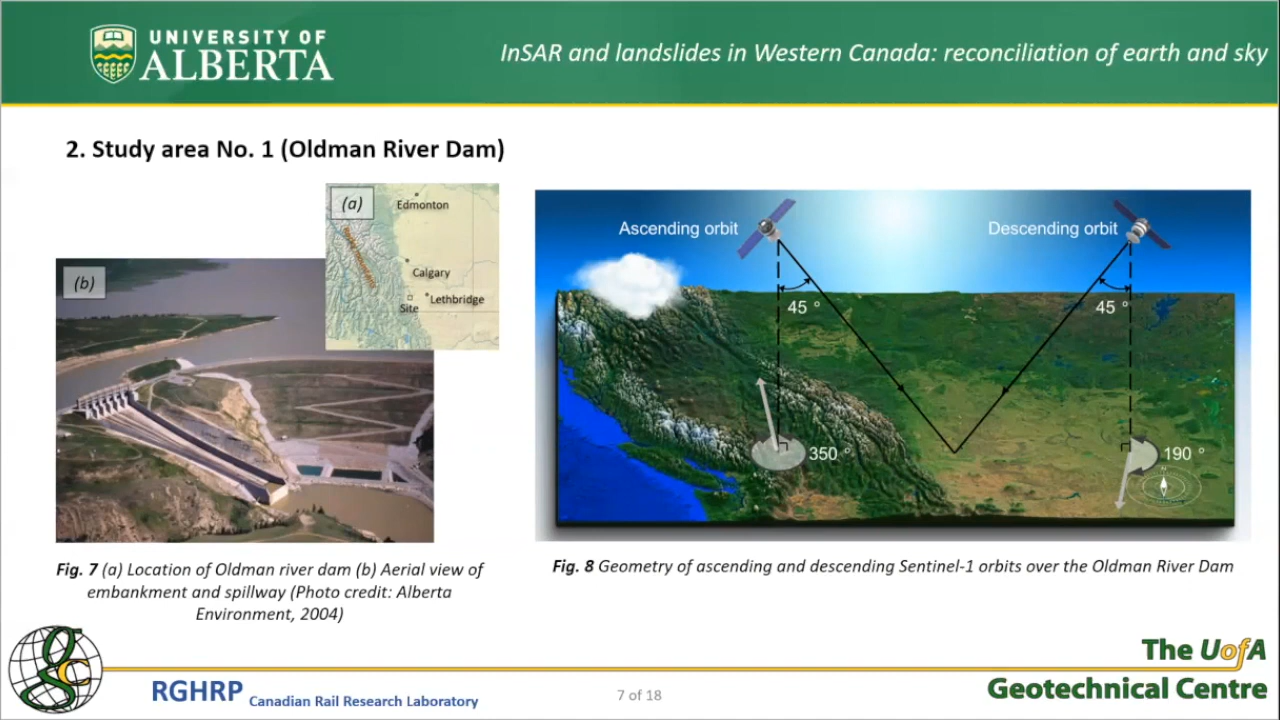 UNIVERSITY OF
ALBERTA
InSAR and landslides in Western Canada: reconciliation of earth and sky
2. Study area No. 1 (Oldman River Dam)
(a)
Edmonton
Calgary
Lethbridge
Site
(b)
Ascending orbit
Descending orbit
45 °
45 °
350 °
190 °
N
Fig. 7 (a) Location of Oldman river dam (b) Aerial view of
embankment and spillway (Photo credit: Alberta
Environment, 2004)
Fig. 8 Geometry of ascending and descending Sentinel-1 orbits over the Oldman River Dam
gc
RGHRP Canadian Rail Research Laboratory
7 of 18
The UofA
Geotechnical Centre